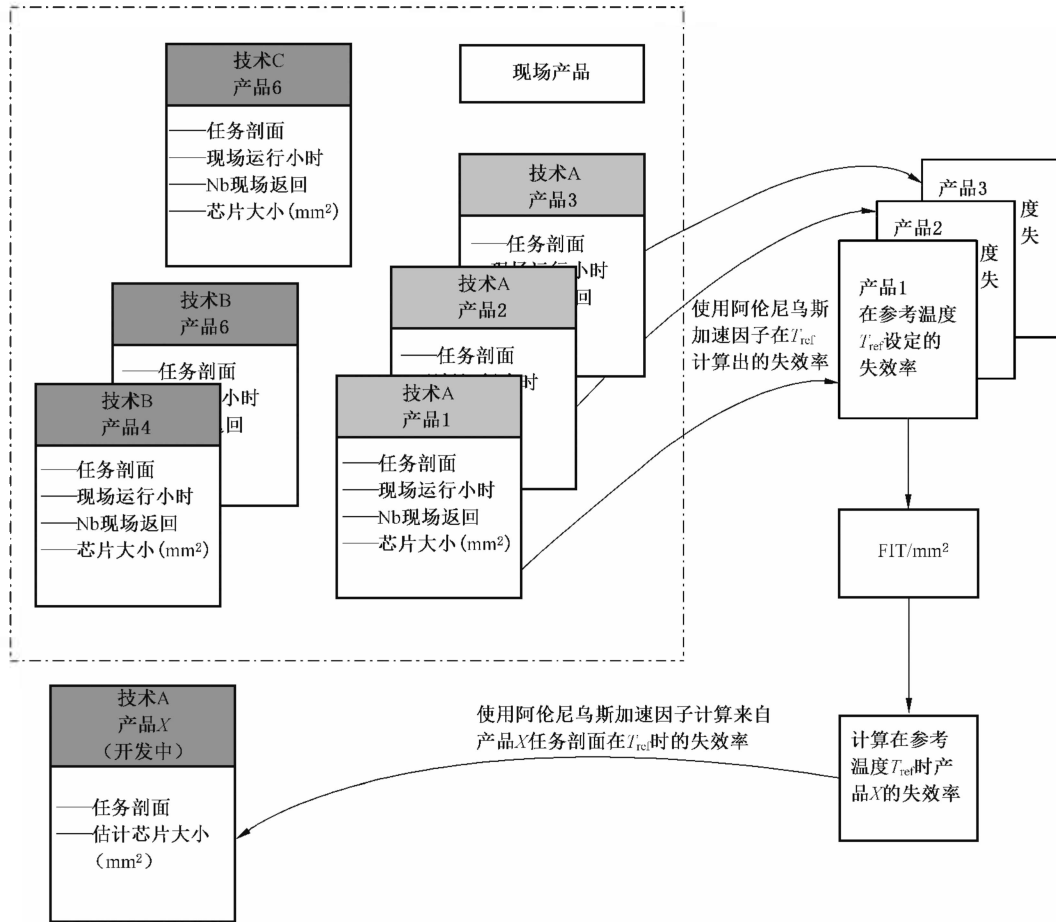 技术C
产品6
——任务剖面
——现场运行小时
——Nb现场返回
——芯片大小(mm²)
现场产品
技术A
产品3
——任务剖面
现场运行小时
回
技术A
产品2
——任务剖面
时
技术A
产品1
——任务剖面
——现场运行小时
——Nb现场返回
——芯片大小(mm²)
技术B
产品6
——任务剖面
小时
返回
技术B
产品4
——任务剖面
——现场运行小时
——Nb现场返回
——芯片大小(mm²)
使用阿伦尼乌斯
加速因子在Tref
计算出的失效率
产品3
度
失
产品2
度
失
产品1
在参考温度
Tref设定的
失效率
FIT/mm²
计算在参考
温度Tref时产
品X的失效率
使用阿伦尼乌斯加速因子计算来自
产品X任务剖面在Tref时的失效率
技术A
产品X
（开发中）
——任务剖面
——估计芯片大小
（mm²）